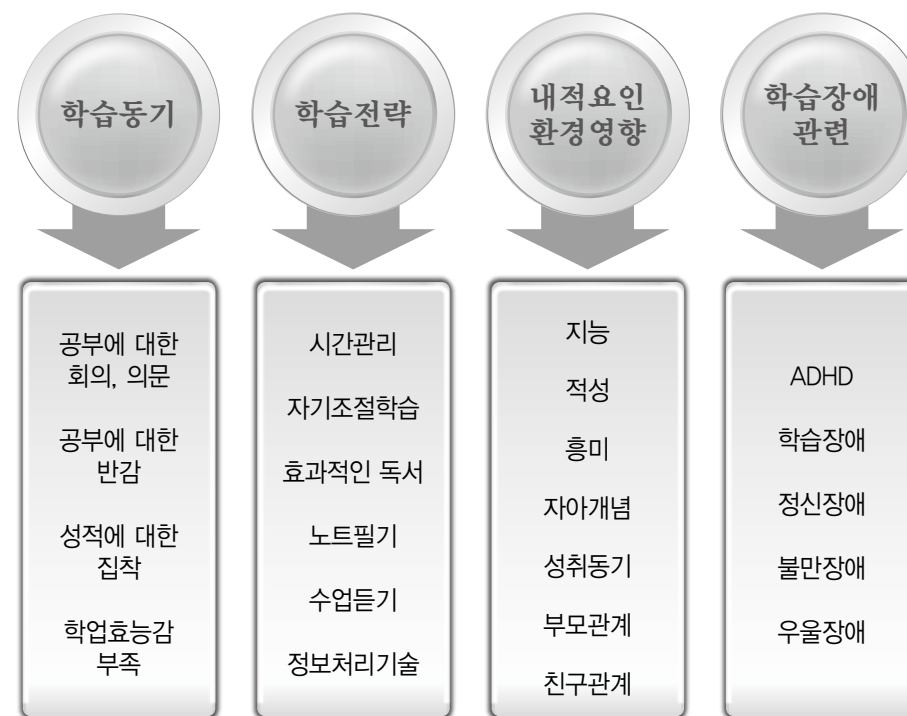 학습동기
공부에 대한
회의, 의문
공부에 대한
반감
성적에 대한
집착
학업효능감
부족
학습전략
시간관리
자기조절학습
효과적인 독서
노트필기
수업듣기
정보처리기술
내적요인
환경영향
지능
적성
흥미
자아개념
성취동기
부모관계
친구관계
학습장애
관련
ADHD
학습장애
정신장애
불만장애
우울장애